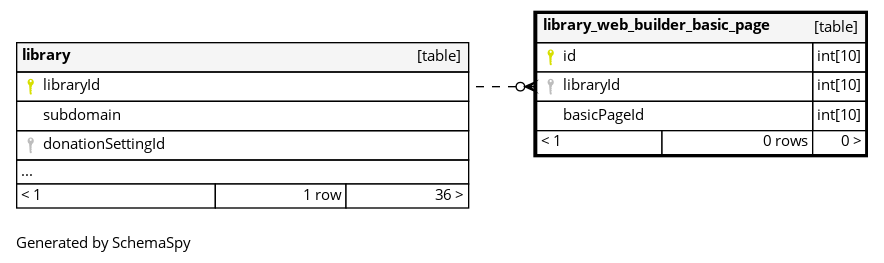 library [table]
libraryId
subdomain
donationSettingId
...
< 1 1 row 36 >
library_web_builder_basic_page [table]
id int[10]
libraryId int[10]
basicPageId int[10]
< 1 0 rows 0 >
Generated by SchemaSpy